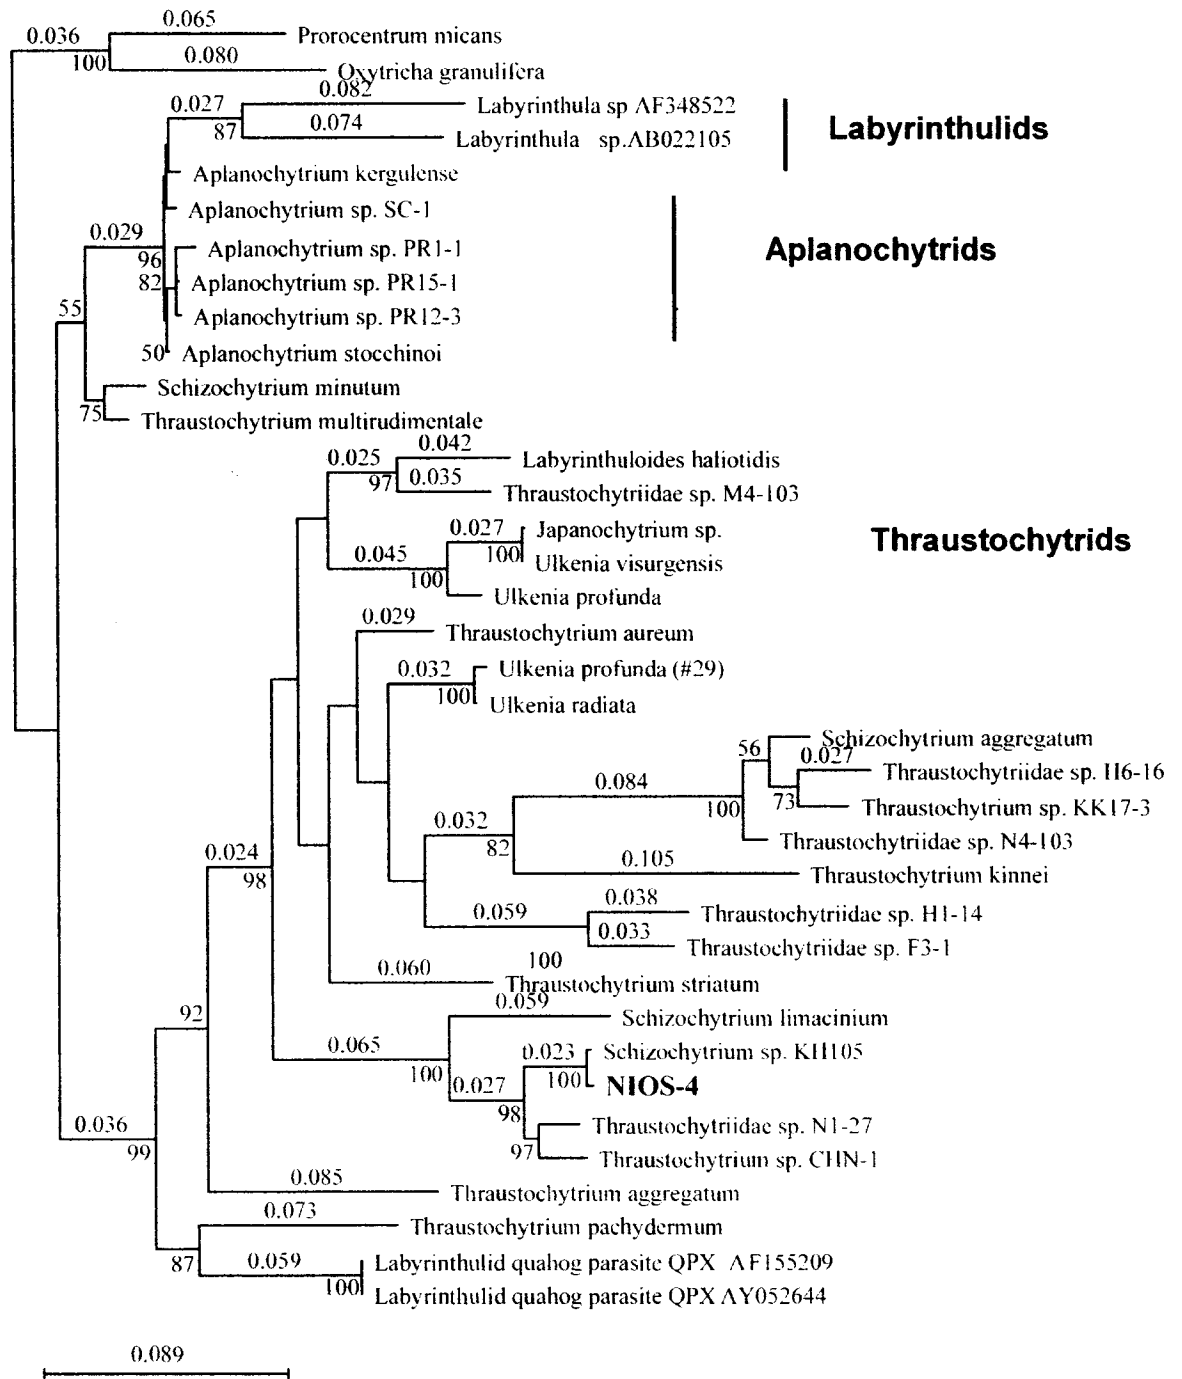 0.065
0.036
Prorocentrum micans
100
0.080
Oxytricha granulifera
0.082
0.027
Labyrinthula sp AF348522
87
0.074
Labyrinthula sp.AB022105
Labyrinthulids
Aplanochytrium kergulense
Aplanochytrium sp. SC-1
0.029
Aplanochytrium sp. PR1-1
Aplanochytrids
96
82
Aplanochytrium sp. PR15-1
55
Aplanochytrium sp. PR12-3
50
Aplanochytrium stocchinoi
Schizochytrium minutum
75
Thraustochytrium multirudimentale
0.042
0.025
Labyrinthuloides haliotidis
97
0.035
Thraustochytriidae sp. M4-103
0.027
Japanochytrium sp.
Thraustochytrids
0.045
100
Ulkenia visurgensis
100
Ulkenia profunda
0.029
Thraustochytrium aureum
0.032
Ulkenia profunda (#29)
100
Ulkenia radiata
56
Schizochytrium aggregatum
0.027
Thraustochytriidae sp. H6-16
0.084
100
73
Thraustochytrium sp. KK17-3
0.032
82
Thraustochytriidae sp. N4-103
0.024
0.105
98
Thraustochytrium kinnei
0.038
0.059
Thraustochytriidae sp. H1-14
0.033
Thraustochytriidae sp. F3-1
100
0.060
Thraustochytrium striatum
0.059
92
Schizochytrium limacinium
0.065
0.023
Schizochytrium sp. KH105
100
0.027
100
NIOS-4
98
0.036
Thraustochytriidae sp. N1-27
99
97
Thraustochytrium sp. CHN-1
0.085
Thraustochytrium aggregatum
0.073
Thraustochytrium pachydermum
87
0.059
Labyrinthulid quahog parasite QPX AF155209
100
Labyrinthulid quahog parasite QPX AY052644
0.089